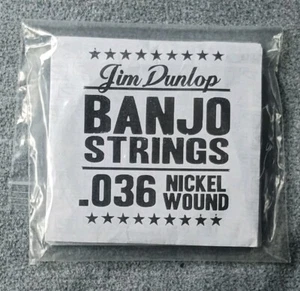 ★★★★★★★★★★
Jim Dunlop
BANJO
STRINGS
.036 NICKEL
WOUND
★★★★★★★★★★